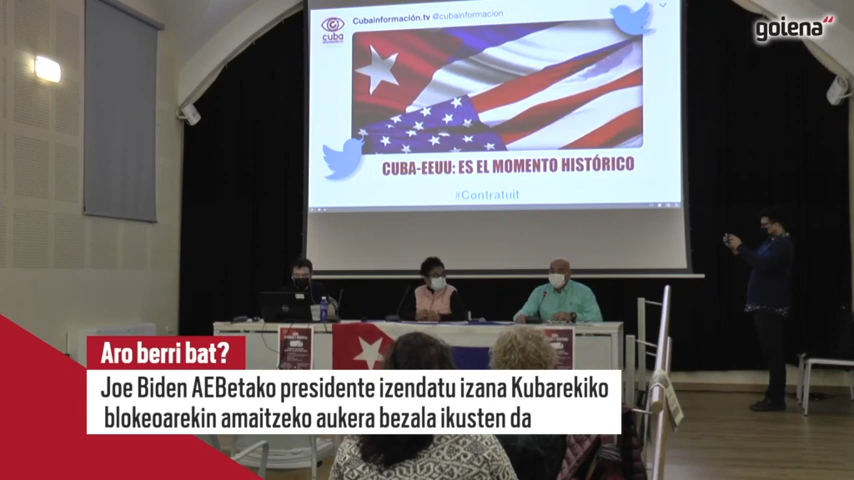 Cubainformación.tv @cubainformacion
cuba
goiena
CUBA-EEUU: ES EL MOMENTO HISTÓRICO
#Contratuit
Aro berri bat?
Joe Biden AEBetako presidente izendatu izana Kubarekiko
blokeoarekin amaitzeko aukera bezala ikusten da